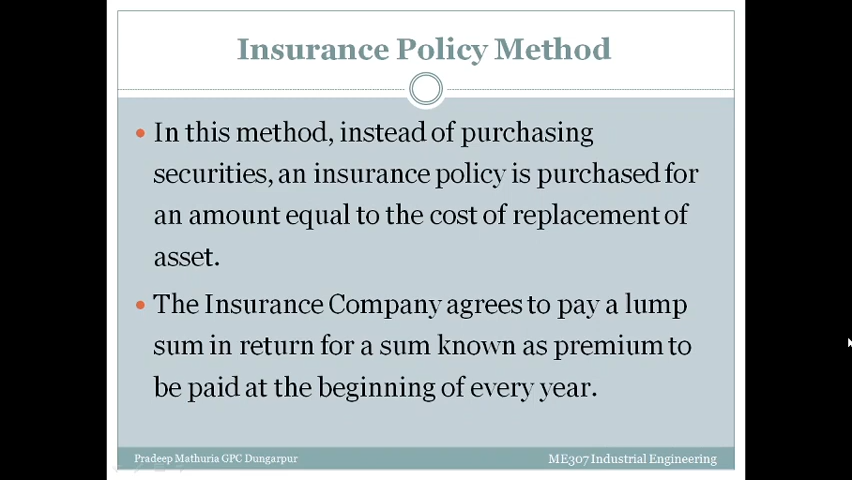 Insurance Policy Method
In this method, instead of purchasing
securities, an insurance policy is purchased for
an amount equal to the cost of replacement of
asset.
The Insurance Company agrees to pay a lump
sum in return for a sum known as premium to
be paid at the beginning of every year.
Pradeep Mathuria GPC Dungarpur
ME307 Industrial Engineering